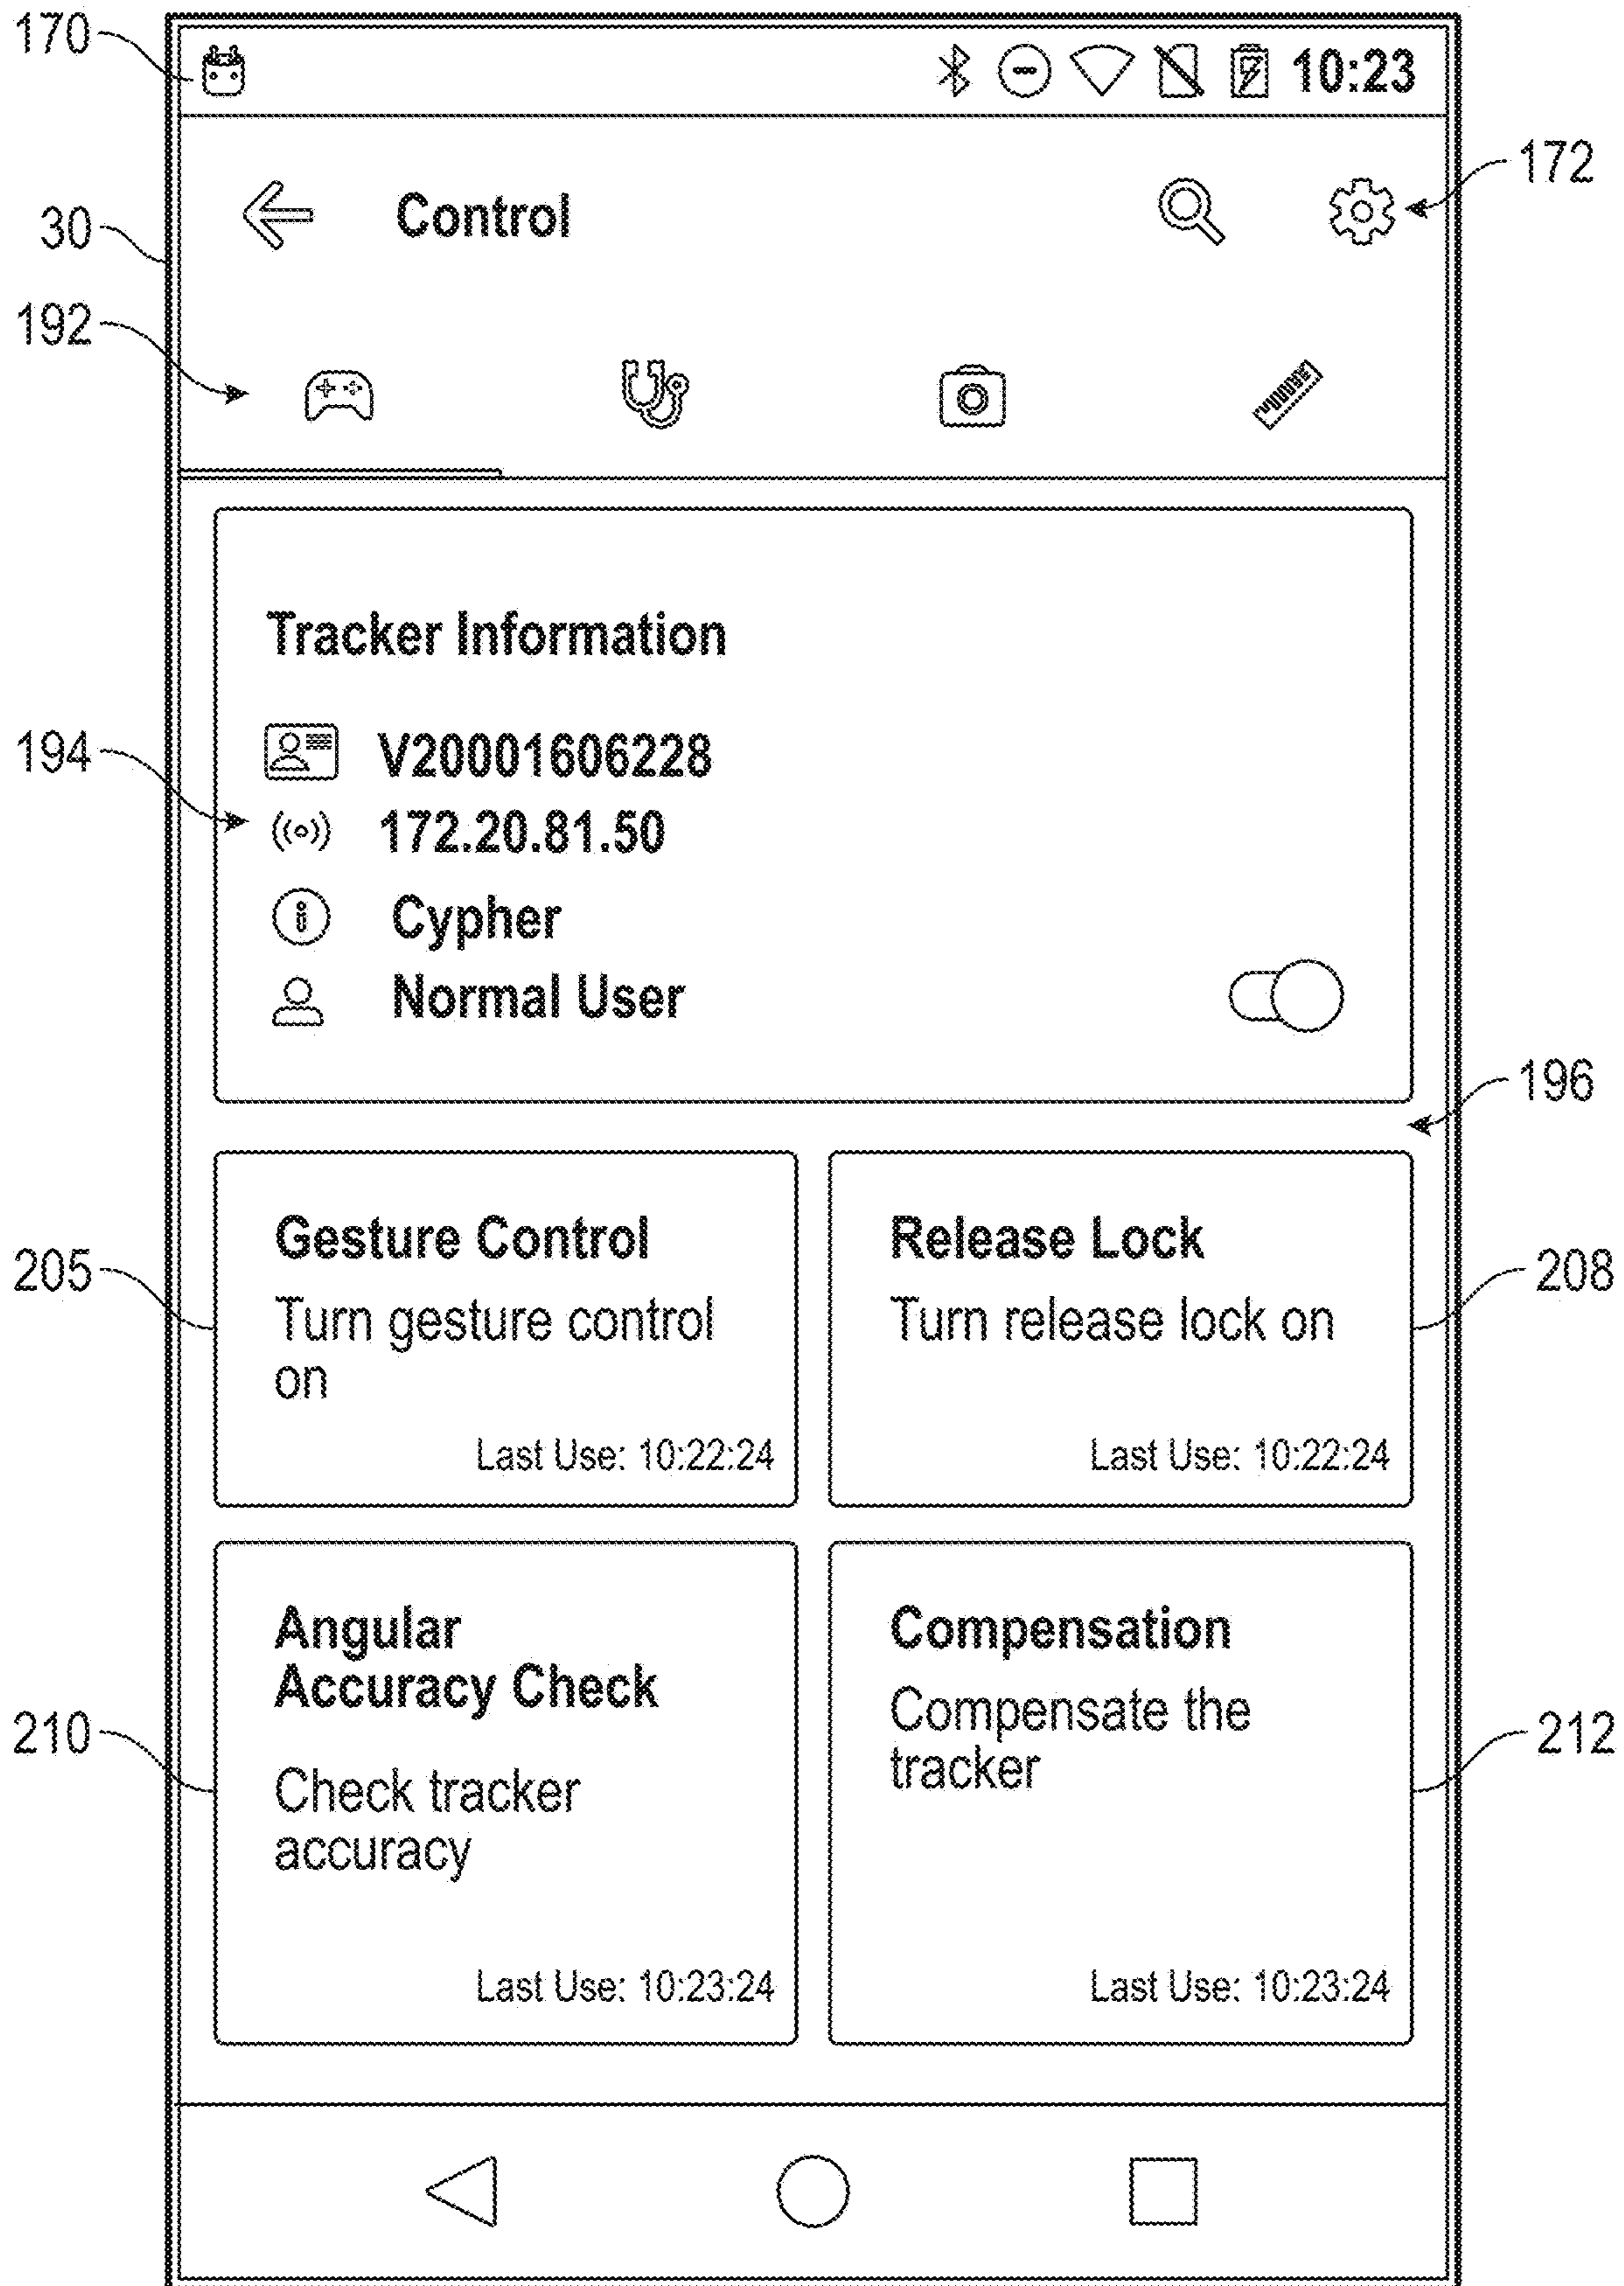 170
10:23
172
Control
30
192
Tracker Information
194
V20001606228
172.20.81.50
Cypher
Normal User
196
Gesture Control
Turn gesture control
on
Last Use: 10:22:24
205
Release Lock
Turn release lock on
Last Use: 10:22:24
208
Angular
Accuracy Check
Check tracker
accuracy
Last Use: 10:23:24
210
Compensation
Compensate the
tracker
Last Use: 10:23:24
212